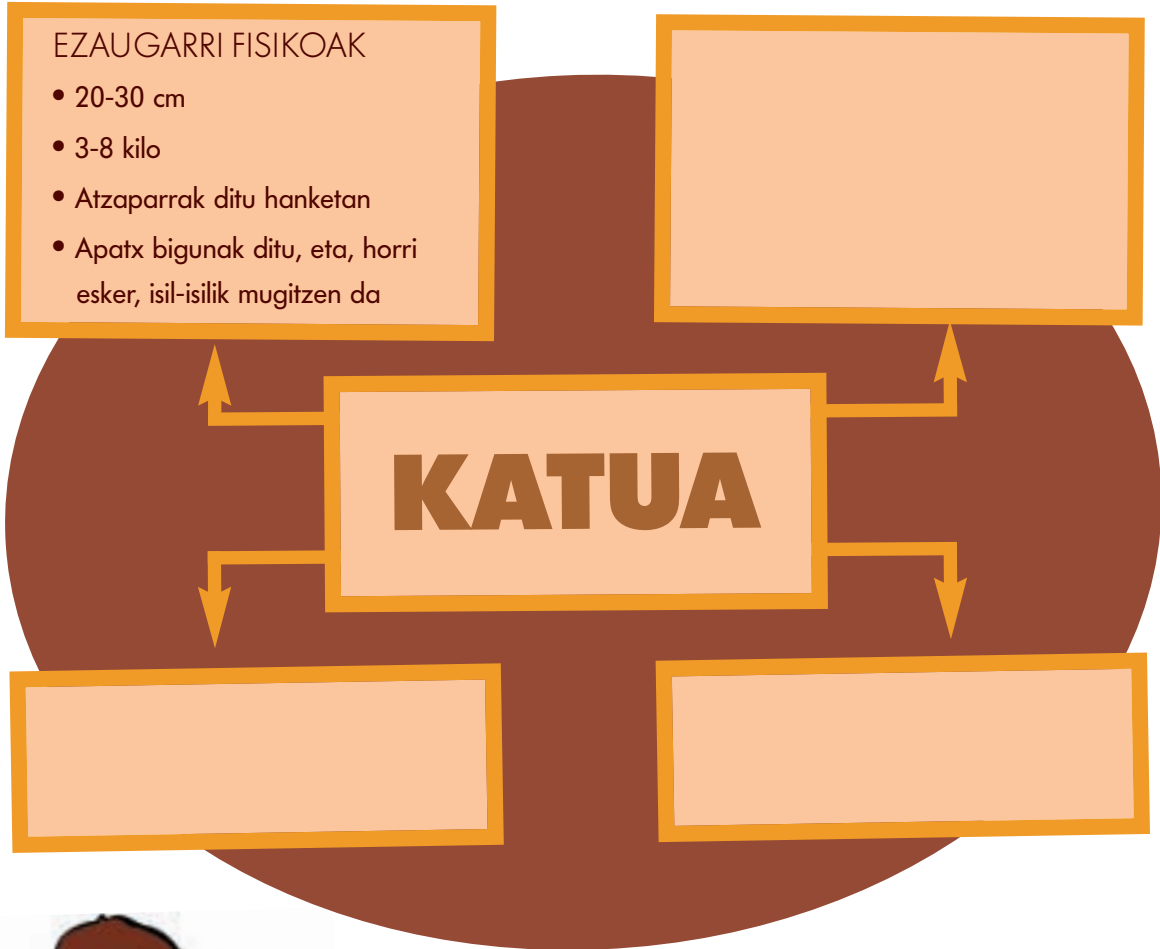 EZAUGARRI FISIKOAK
• 20-30 cm
• 3-8 kilo
• Atzaparrak ditu hanketan
• Apatx bigunak ditu, eta, horri
esker, isil-isilik mugitzen da
KATUA